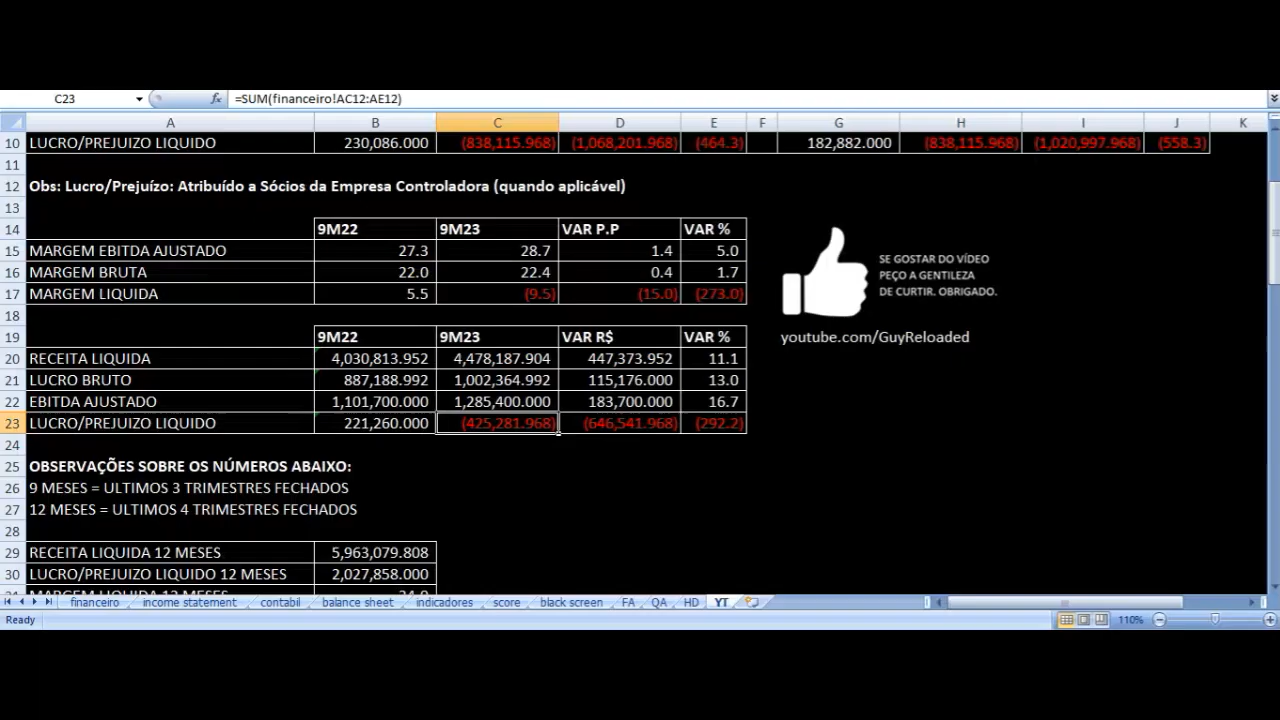 C23 fx =SUM(financeiro!AC12:AE12)
A B C D E F G H I J K
10 LUCRO/PREJUIZO LIQUIDO 230,086.000 (838,115.968) (1,068,201.968) (464.3) 182,882.000 (838,115.968) (1,020,997.968) (558.3)
11
12 Obs: Lucro/Prejuízo: Atribuído a Sócios da Empresa Controladora (quando aplicável)
13
14 9M22 9M23 VAR P.P VAR %
15 MARGEM EBITDA AJUSTADO 27.3 28.7 1.4 5.0
16 MARGEM BRUTA 22.0 22.4 0.4 1.7
17 MARGEM LIQUIDA 5.5 (9.5) (15.0) (273.0)
SE GOSTAR DO VÍDEO
PEÇO A GENTILEZA
DE CURTIR. OBRIGADO.
18
19 9M22 9M23 VAR R$ VAR % youtube.com/GuyReloaded
20 RECEITA LIQUIDA 4,030,813.952 4,478,187.904 447,373.952 11.1
21 LUCRO BRUTO 887,188.992 1,002,364.992 115,176.000 13.0
22 EBITDA AJUSTADO 1,101,700.000 1,285,400.000 183,700.000 16.7
23 LUCRO/PREJUIZO LIQUIDO 221,260.000 (425,281.968) (646,541.968) (292.2)
24
25 OBSERVAÇÕES SOBRE OS NÚMEROS ABAIXO:
26 9 MESES = ULTIMOS 3 TRIMESTRES FECHADOS
27 12 MESES = ULTIMOS 4 TRIMESTRES FECHADOS
28
29 RECEITA LIQUIDA 12 MESES 5,963,079.808
30 LUCRO/PREJUIZO LIQUIDO 12 MESES 2,027,858.000
financeiro income statement contabil balance sheet indicadores score black screen FA QA HD YT
Ready 110%